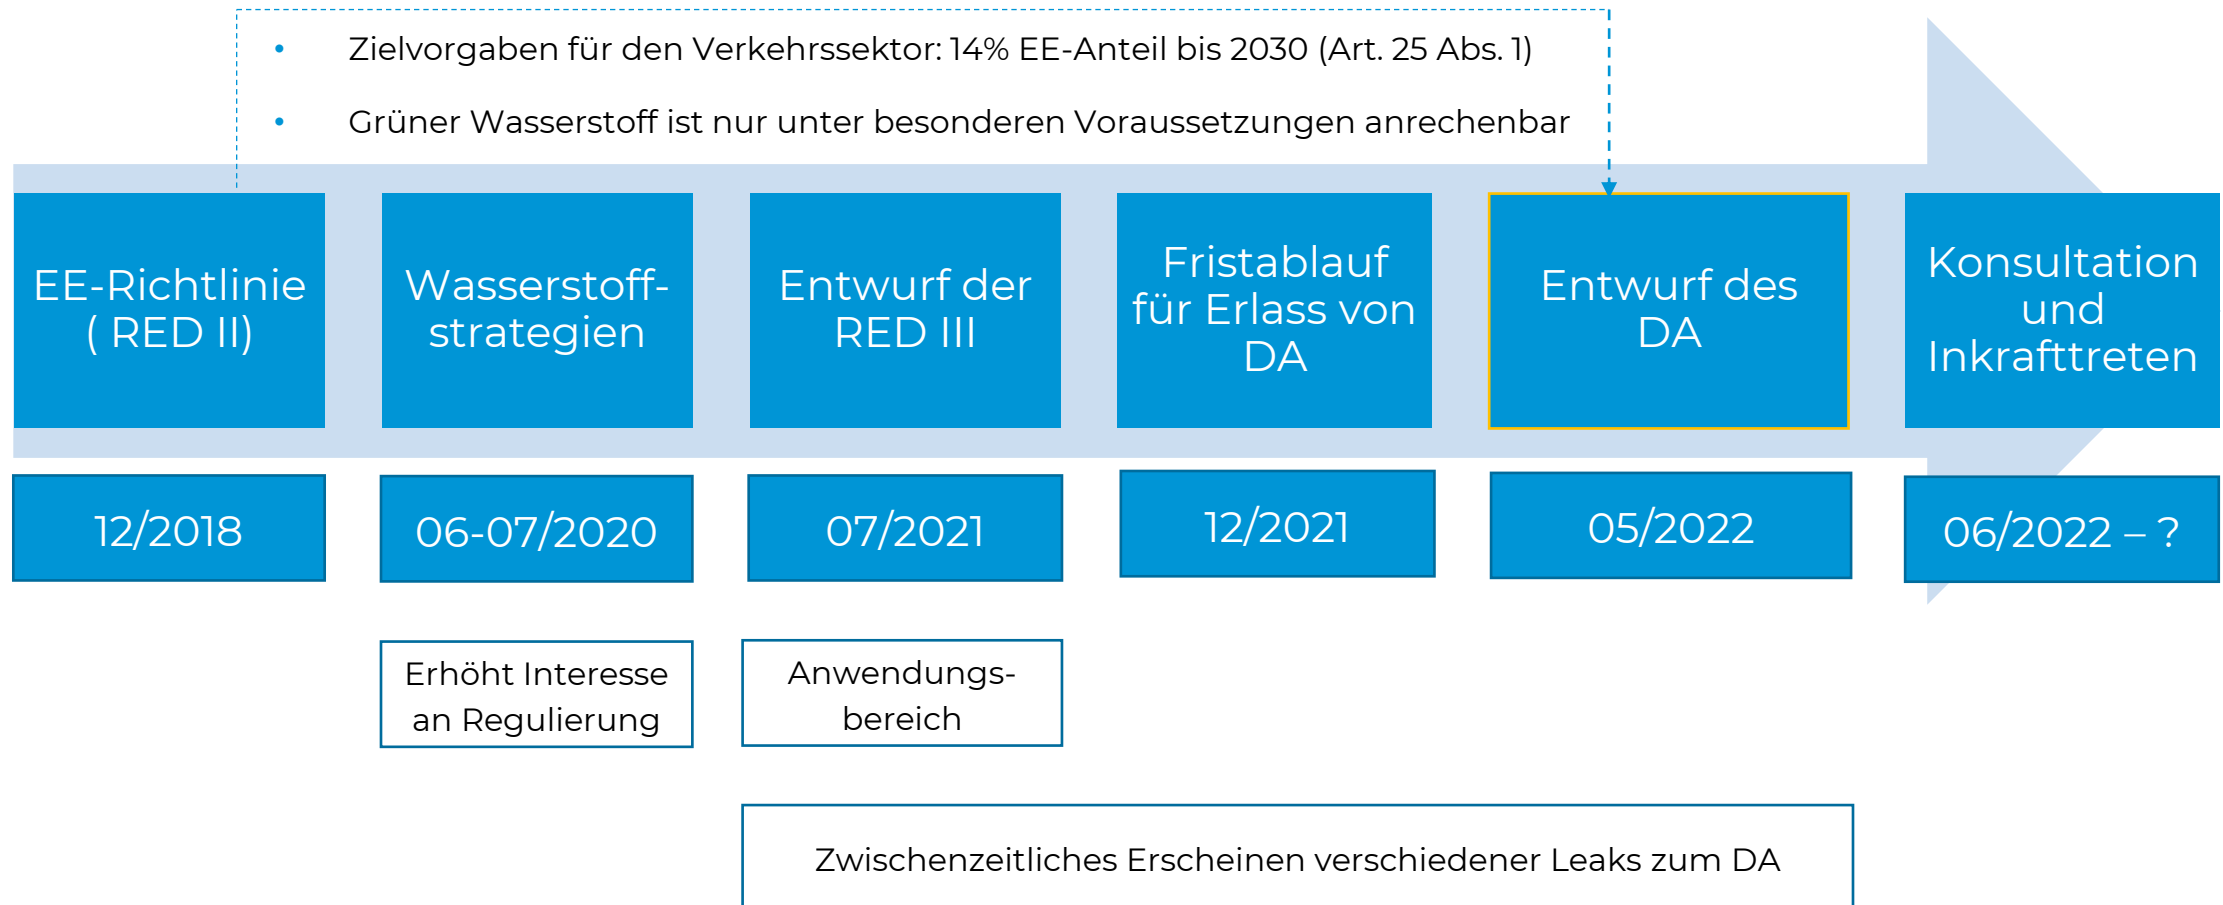 • Zielvorgaben für den Verkehrssektor: 14% EE-Anteil bis 2030 (Art. 25 Abs. 1)
• Grüner Wasserstoff ist nur unter besonderen Voraussetzungen anrechenbar
EE-Richtlinie
( RED II)
Wasserstoff-
strategien
Entwurf der
RED III
Fristablauf
für Erlass von
DA
Entwurf des
DA
Konsultation
und
Inkrafttreten
12/2018
06-07/2020
07/2021
12/2021
05/2022
06/2022 – ?
Erhöht Interesse
an Regulierung
Anwendungs-
bereich
Zwischenzeitliches Erscheinen verschiedener Leaks zum DA